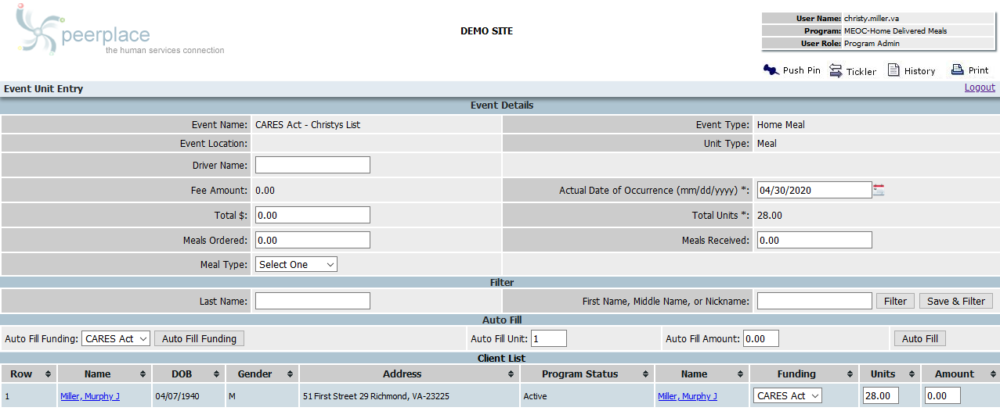 peerplace
the human services connection
DEMO SITE
User Name: christy.miller.va
Program: MEOC-Home Delivered Meals
User Role: Program Admin
Push Pin Tickler History Print
Event Unit Entry Logout
Event Details
Event Name: CARES Act - Christys List Event Type: Home Meal
Event Location: Unit Type: Meal
Driver Name:
Fee Amount: 0.00 Actual Date of Occurrence (mm/dd/yyyy) *: 04/30/2020
Total $: 0.00 Total Units *: 28.00
Meals Ordered: 0.00 Meals Received: 0.00
Meal Type: Select One
Filter
Last Name: First Name, Middle Name, or Nickname: Filter Save & Filter
Auto Fill
Auto Fill Funding: CARES Act Auto Fill Funding Auto Fill Unit: 1 Auto Fill Amount: 0.00 Auto Fill
Client List
Row Name DOB Gender Address Program Status Name Funding Units Amount
1 Miller, Murphy J 04/07/1940 M 51 First Street 29 Richmond, VA-23225 Active Miller, Murphy J CARES Act 28.00 0.00